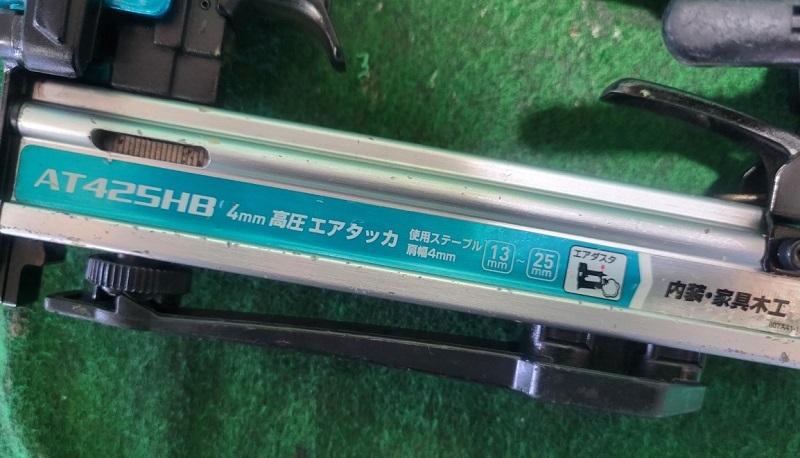 AT425HB 4mm 高圧エアタッカ
使用ステープル
肩幅4mm
13mm ~ 25mm
エアダスタ
内装・家具木工